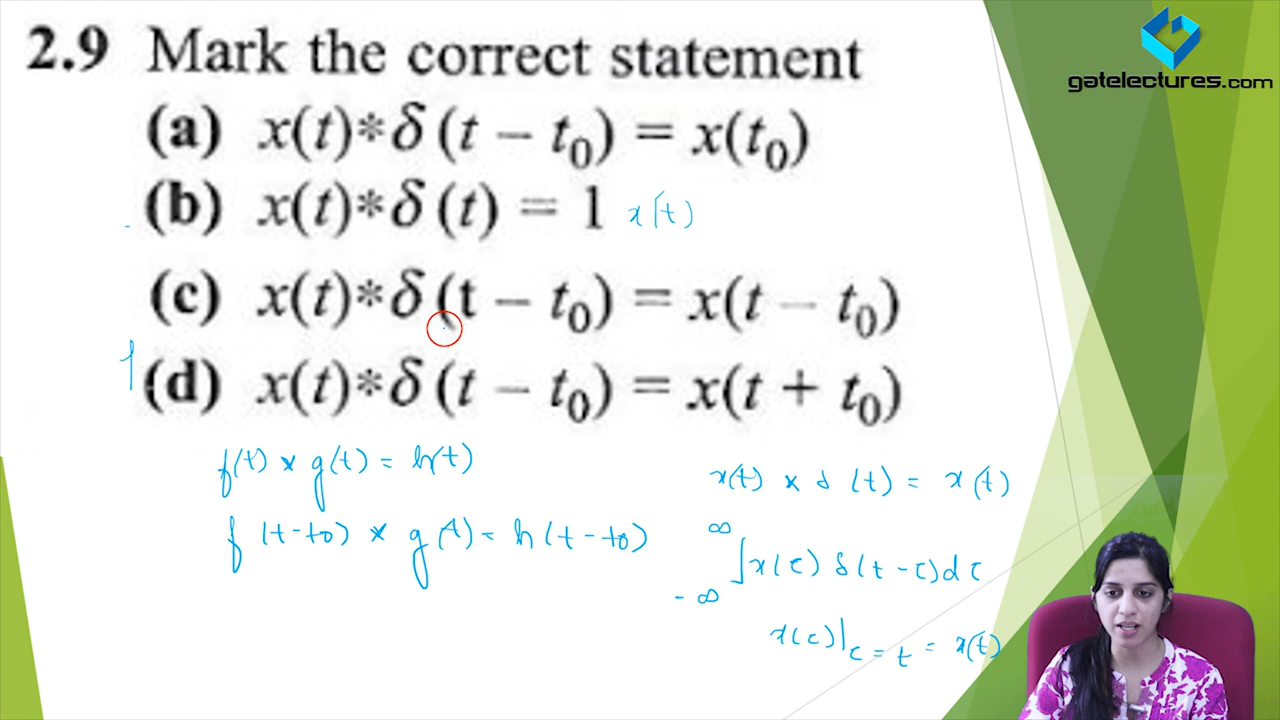 2.9 Mark the correct statement
gatelectures.com
(a) x(t)*δ(t − t₀) = x(t₀)
(b) x(t)*δ(t) = 1 x(t)
(c) x(t)*δ(t − t₀) = x(t − t₀)
(d) x(t)*δ(t − t₀) = x(t + t₀)
f(t) * g(t) = h(t)
f(t-t0) * g(t) = h(t-t0)
x(t) * δ(t) = x(t)
∞
∫x(τ) δ(t-τ)dτ
-∞
x(τ)|τ=t = x(t)